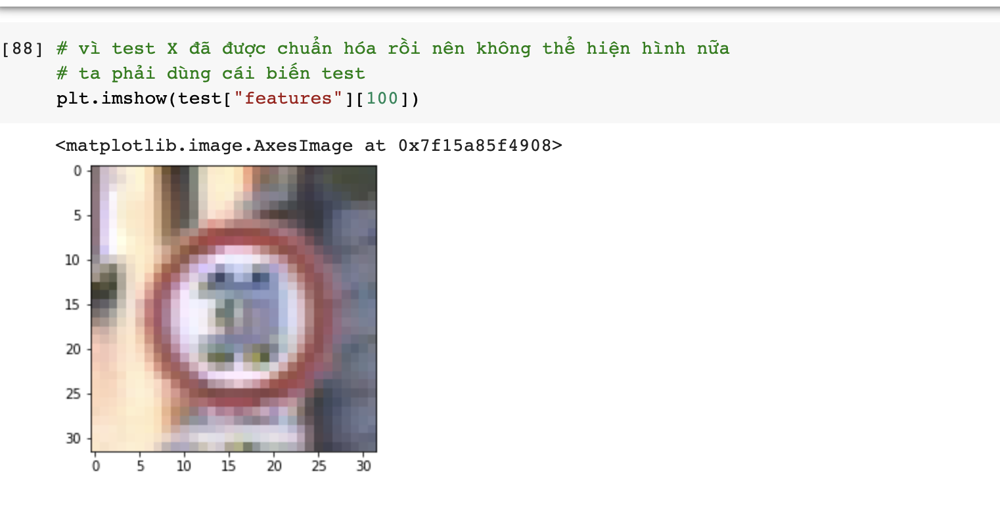 [88] # vì test X đã được chuẩn hóa rồi nên không thể hiện hình nữa
# ta phải dùng cái biến test
plt.imshow(test["features"][100])
<matplotlib.image.AxesImage at 0x7f15a85f4908>
0
5
10
15
20
25
30
0 5 10 15 20 25 30